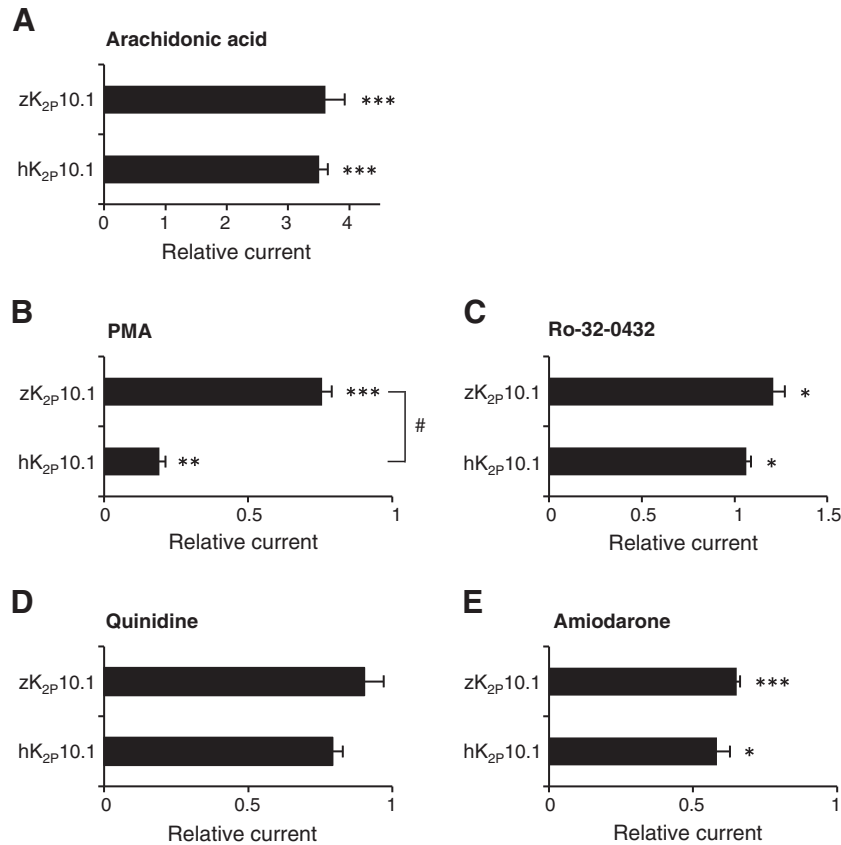 A
Arachidonic acid
zK2P10.1
***
hK2P10.1
***
0 1 2 3 4
Relative current
B
PMA
zK2P10.1
***
#
hK2P10.1
**
0 0.5 1
Relative current
C
Ro-32-0432
zK2P10.1
*
hK2P10.1
*
0 0.5 1 1.5
Relative current
D
Quinidine
zK2P10.1
hK2P10.1
0 0.5 1
Relative current
E
Amiodarone
zK2P10.1
***
hK2P10.1
*
0 0.5 1
Relative current